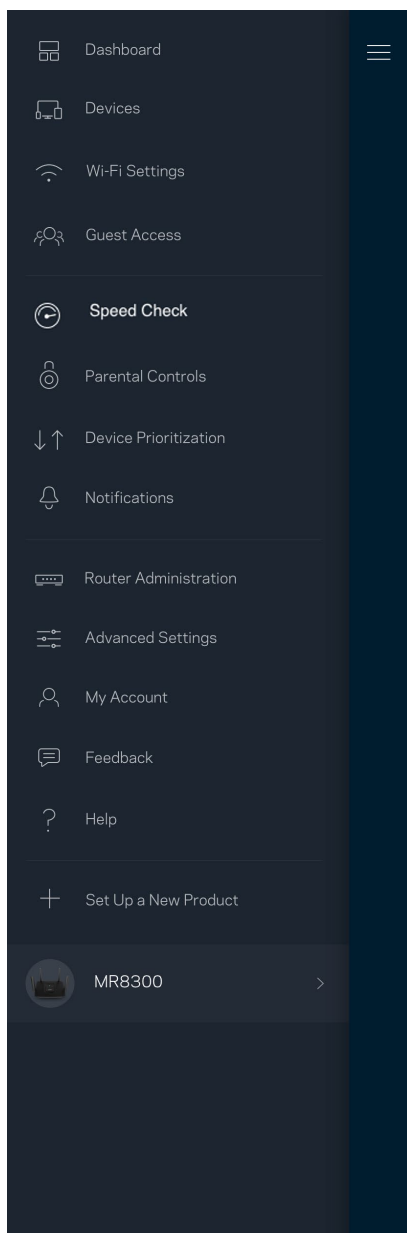 Dashboard
Devices
Wi-Fi Settings
Guest Access
Speed Check
Parental Controls
Device Prioritization
Notifications
Router Administration
Advanced Settings
My Account
Feedback
Help
Set Up a New Product
MR8300